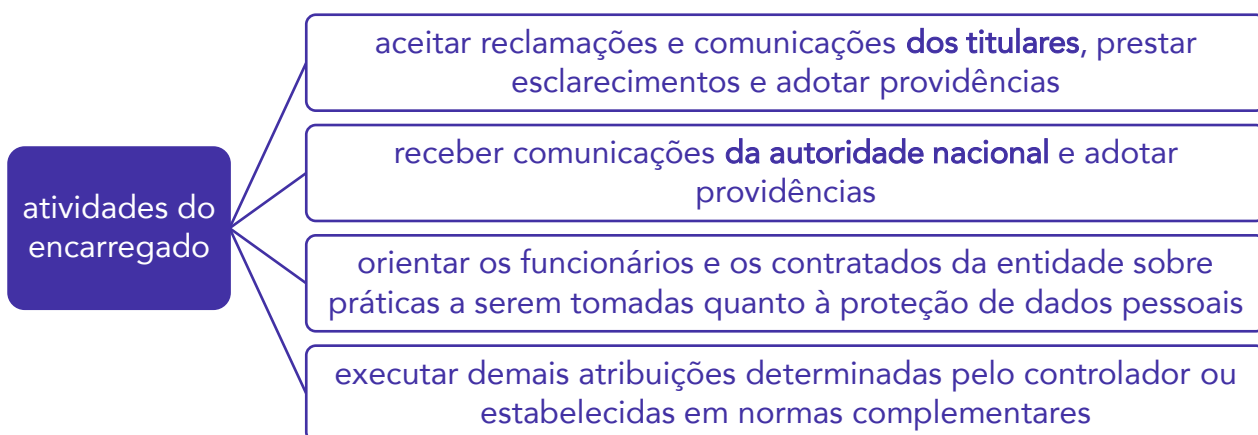 aceitar reclamações e comunicações dos titulares, prestar
esclarecimentos e adotar providências
receber comunicações da autoridade nacional e adotar
providências
atividades do
encarregado
orientar os funcionários e os contratados da entidade sobre
práticas a serem tomadas quanto à proteção de dados pessoais
executar demais atribuições determinadas pelo controlador ou
estabelecidas em normas complementares